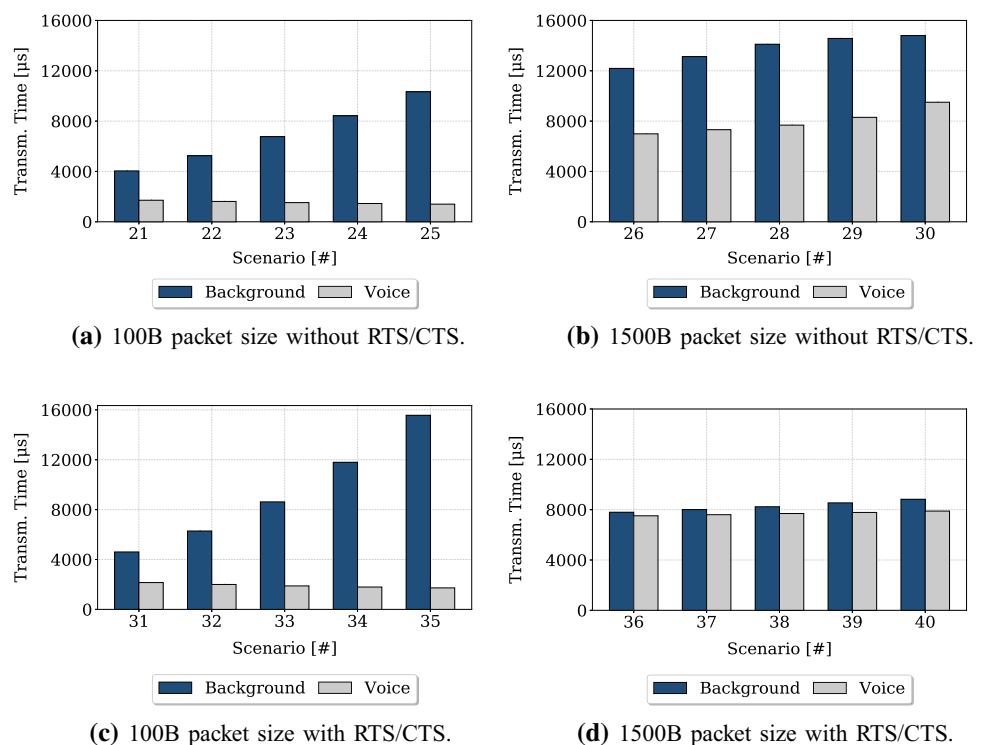 16000
12000
8000
4000
0
Transm. Time [µs]
21 22 23 24 25
Scenario [#]
Background Voice
(a) 100B packet size without RTS/CTS.
16000
12000
8000
4000
0
Transm. Time [µs]
26 27 28 29 30
Scenario [#]
Background Voice
(b) 1500B packet size without RTS/CTS.
16000
12000
8000
4000
0
Transm. Time [µs]
31 32 33 34 35
Scenario [#]
Background Voice
(c) 100B packet size with RTS/CTS.
16000
12000
8000
4000
0
Transm. Time [µs]
36 37 38 39 40
Scenario [#]
Background Voice
(d) 1500B packet size with RTS/CTS.